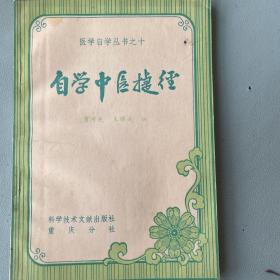 医学自学丛书之十
自学中医捷径
科学技术文献出版社
重庆分社